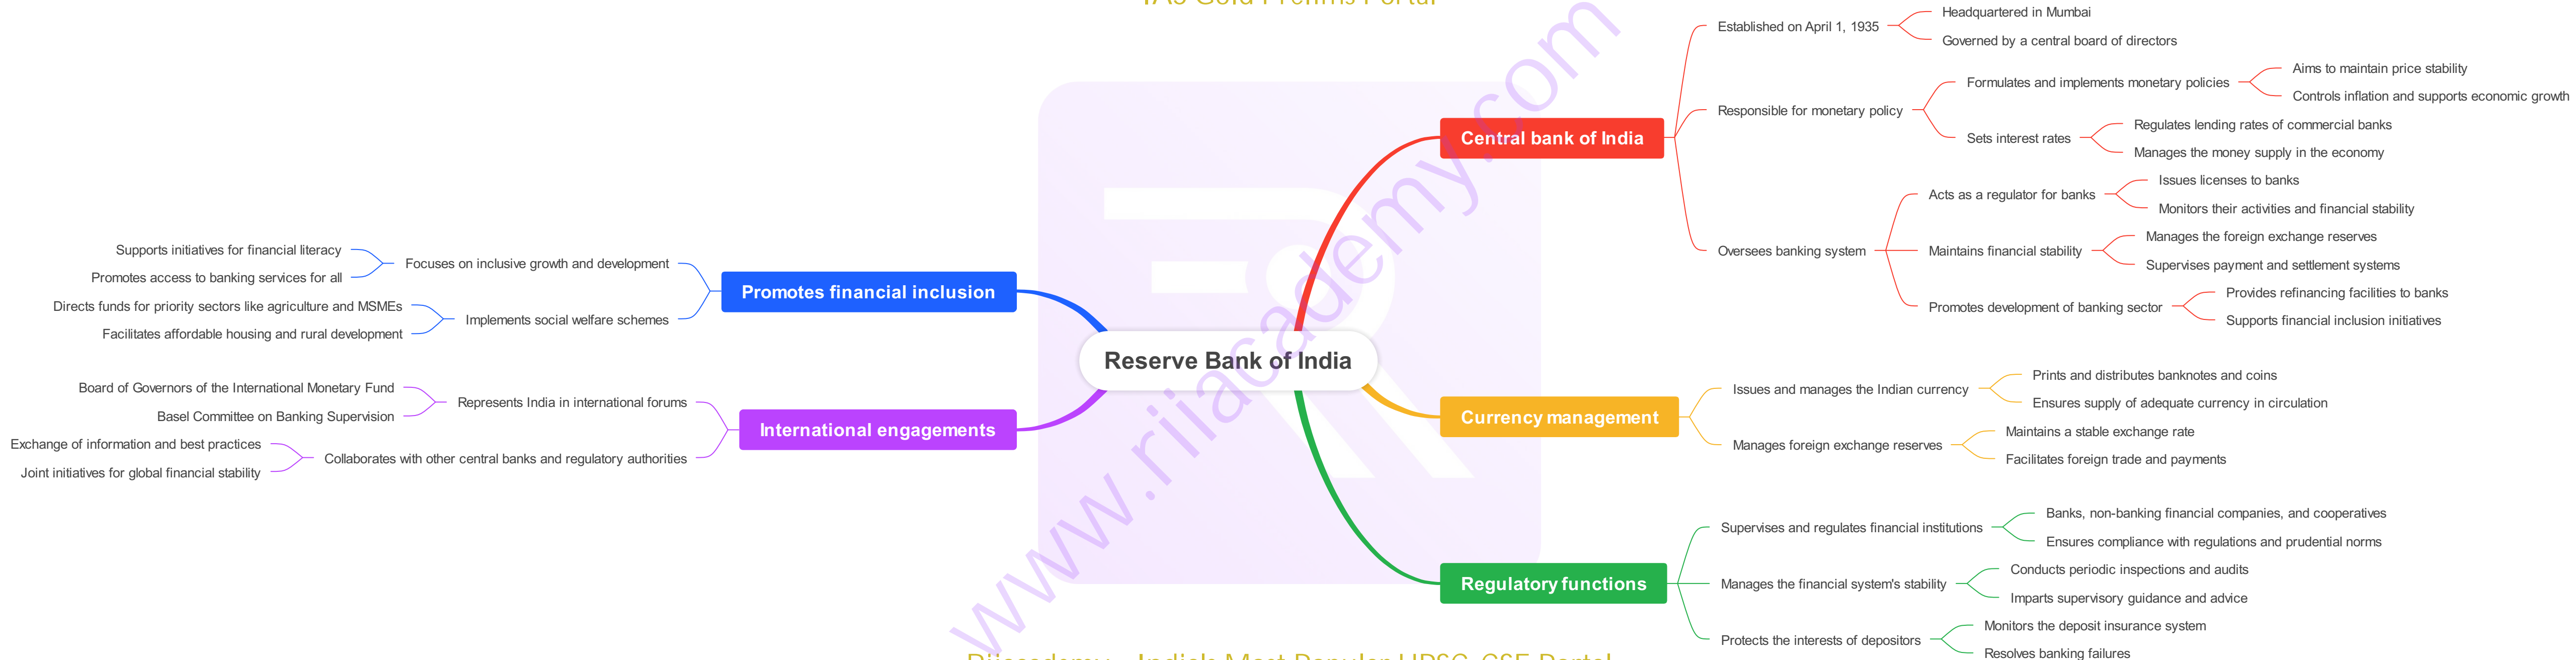 IAS Gold Prelims Portal
Reserve Bank of India
Central bank of India
Established on April 1, 1935
Headquartered in Mumbai
Governed by a central board of directors
Responsible for monetary policy
Formulates and implements monetary policies
Aims to maintain price stability
Controls inflation and supports economic growth
Sets interest rates
Regulates lending rates of commercial banks
Manages the money supply in the economy
Oversees banking system
Acts as a regulator for banks
Issues licenses to banks
Monitors their activities and financial stability
Maintains financial stability
Manages the foreign exchange reserves
Supervises payment and settlement systems
Promotes development of banking sector
Provides refinancing facilities to banks
Supports financial inclusion initiatives
Currency management
Issues and manages the Indian currency
Prints and distributes banknotes and coins
Ensures supply of adequate currency in circulation
Manages foreign exchange reserves
Maintains a stable exchange rate
Facilitates foreign trade and payments
Regulatory functions
Supervises and regulates financial institutions
Banks, non-banking financial companies, and cooperatives
Ensures compliance with regulations and prudential norms
Manages the financial system's stability
Conducts periodic inspections and audits
Imparts supervisory guidance and advice
Protects the interests of depositors
Monitors the deposit insurance system
Resolves banking failures
Promotes financial inclusion
Focuses on inclusive growth and development
Supports initiatives for financial literacy
Promotes access to banking services for all
Implements social welfare schemes
Directs funds for priority sectors like agriculture and MSMEs
Facilitates affordable housing and rural development
International engagements
Represents India in international forums
Board of Governors of the International Monetary Fund
Basel Committee on Banking Supervision
Collaborates with other central banks and regulatory authorities
Exchange of information and best practices
Joint initiatives for global financial stability
www.riiacademy.com
India's Most Popular UPSC CSE Portal